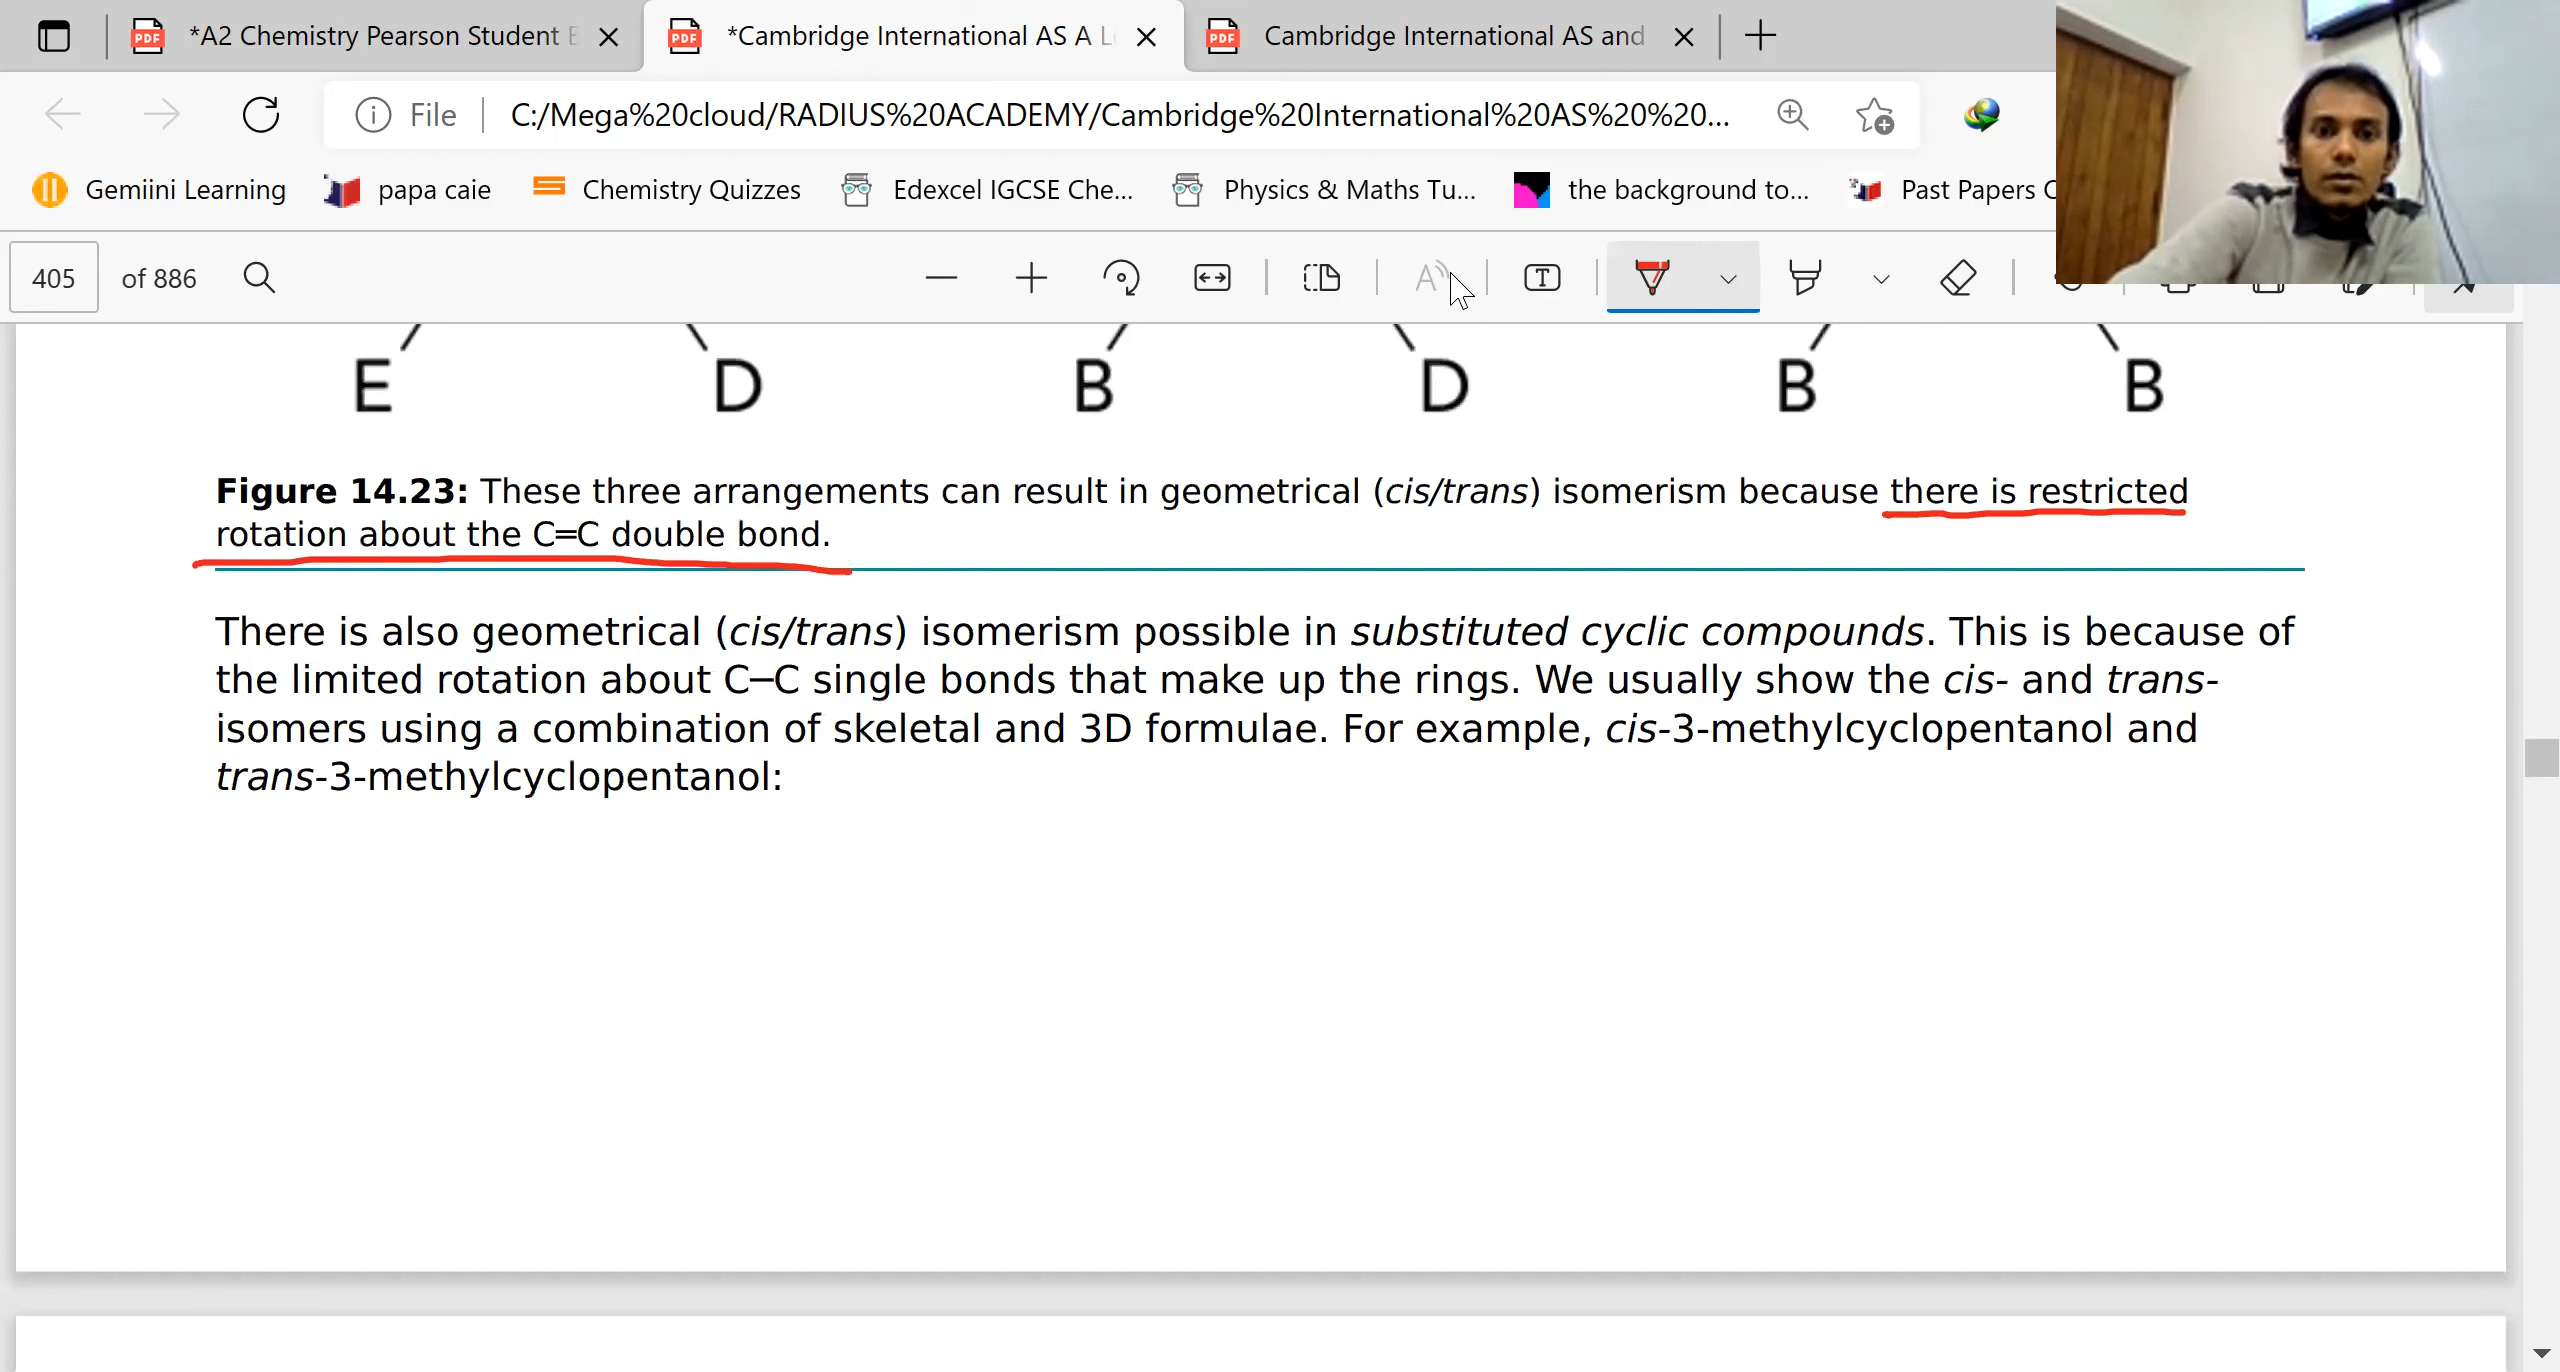 *A2 Chemistry Pearson Student
*Cambridge International AS A L
Cambridge International AS and
File
C:/Mega%20cloud/RADIUS%20ACADEMY/Cambridge%20International%20AS%20%20...
Gemiini Learning
papa caie
Chemistry Quizzes
Edexcel IGCSE Che...
Physics & Maths Tu...
the background to...
Past Papers
405 of 886
E D B D B B
Figure 14.23: These three arrangements can result in geometrical (cis/trans) isomerism because there is restricted
rotation about the C=C double bond.
There is also geometrical (cis/trans) isomerism possible in substituted cyclic compounds. This is because of
the limited rotation about C−C single bonds that make up the rings. We usually show the cis- and trans-
isomers using a combination of skeletal and 3D formulae. For example, cis-3-methylcyclopentanol and
trans-3-methylcyclopentanol: